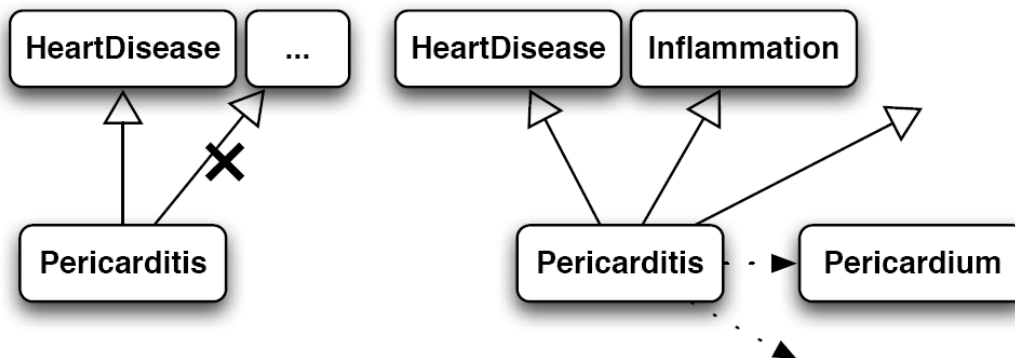 HeartDisease
...
HeartDisease
Inflammation
Pericarditis
Pericarditis
Pericardium